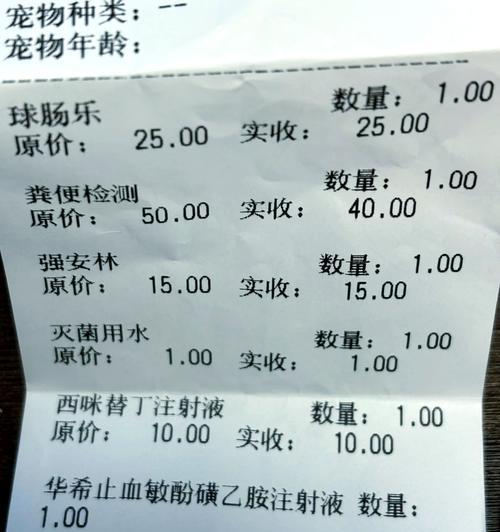 宠物种类： --
宠物年龄：
球肠乐 数量： 1.00
原价： 25.00 实收： 25.00
粪便检测 数量： 1.00
原价： 50.00 实收： 40.00
强安林 数量： 1.00
原价： 15.00 实收： 15.00
灭菌用水 数量： 1.00
原价： 1.00 实收： 1.00
西咪替丁注射液 数量： 1.00
原价： 10.00 实收： 10.00
华希止血敏酚磺乙胺注射液 数量：
1.00